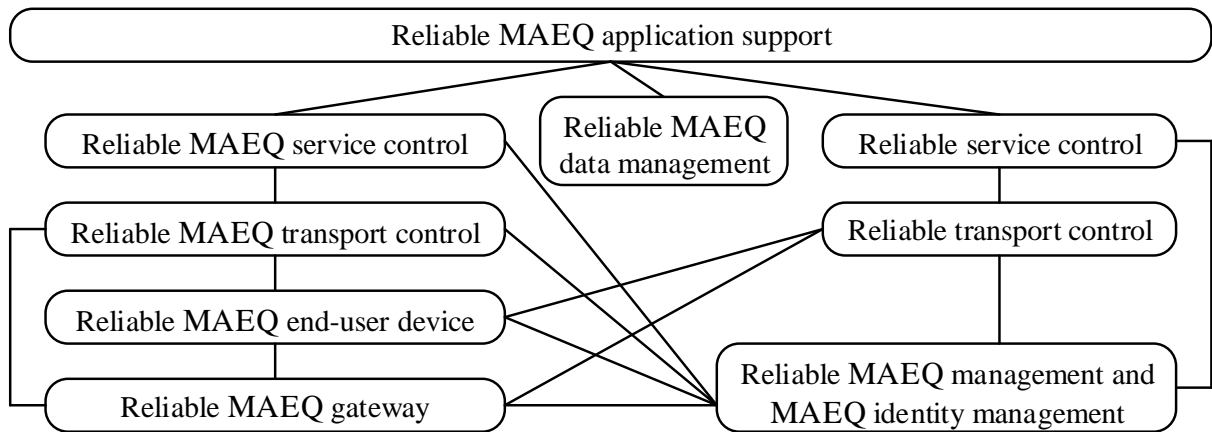 Reliable MAEQ application support
Reliable MAEQ service control
Reliable MAEQ
data management
Reliable service control
Reliable MAEQ transport control
Reliable transport control
Reliable MAEQ end-user device
Reliable MAEQ gateway
Reliable MAEQ management and
MAEQ identity management